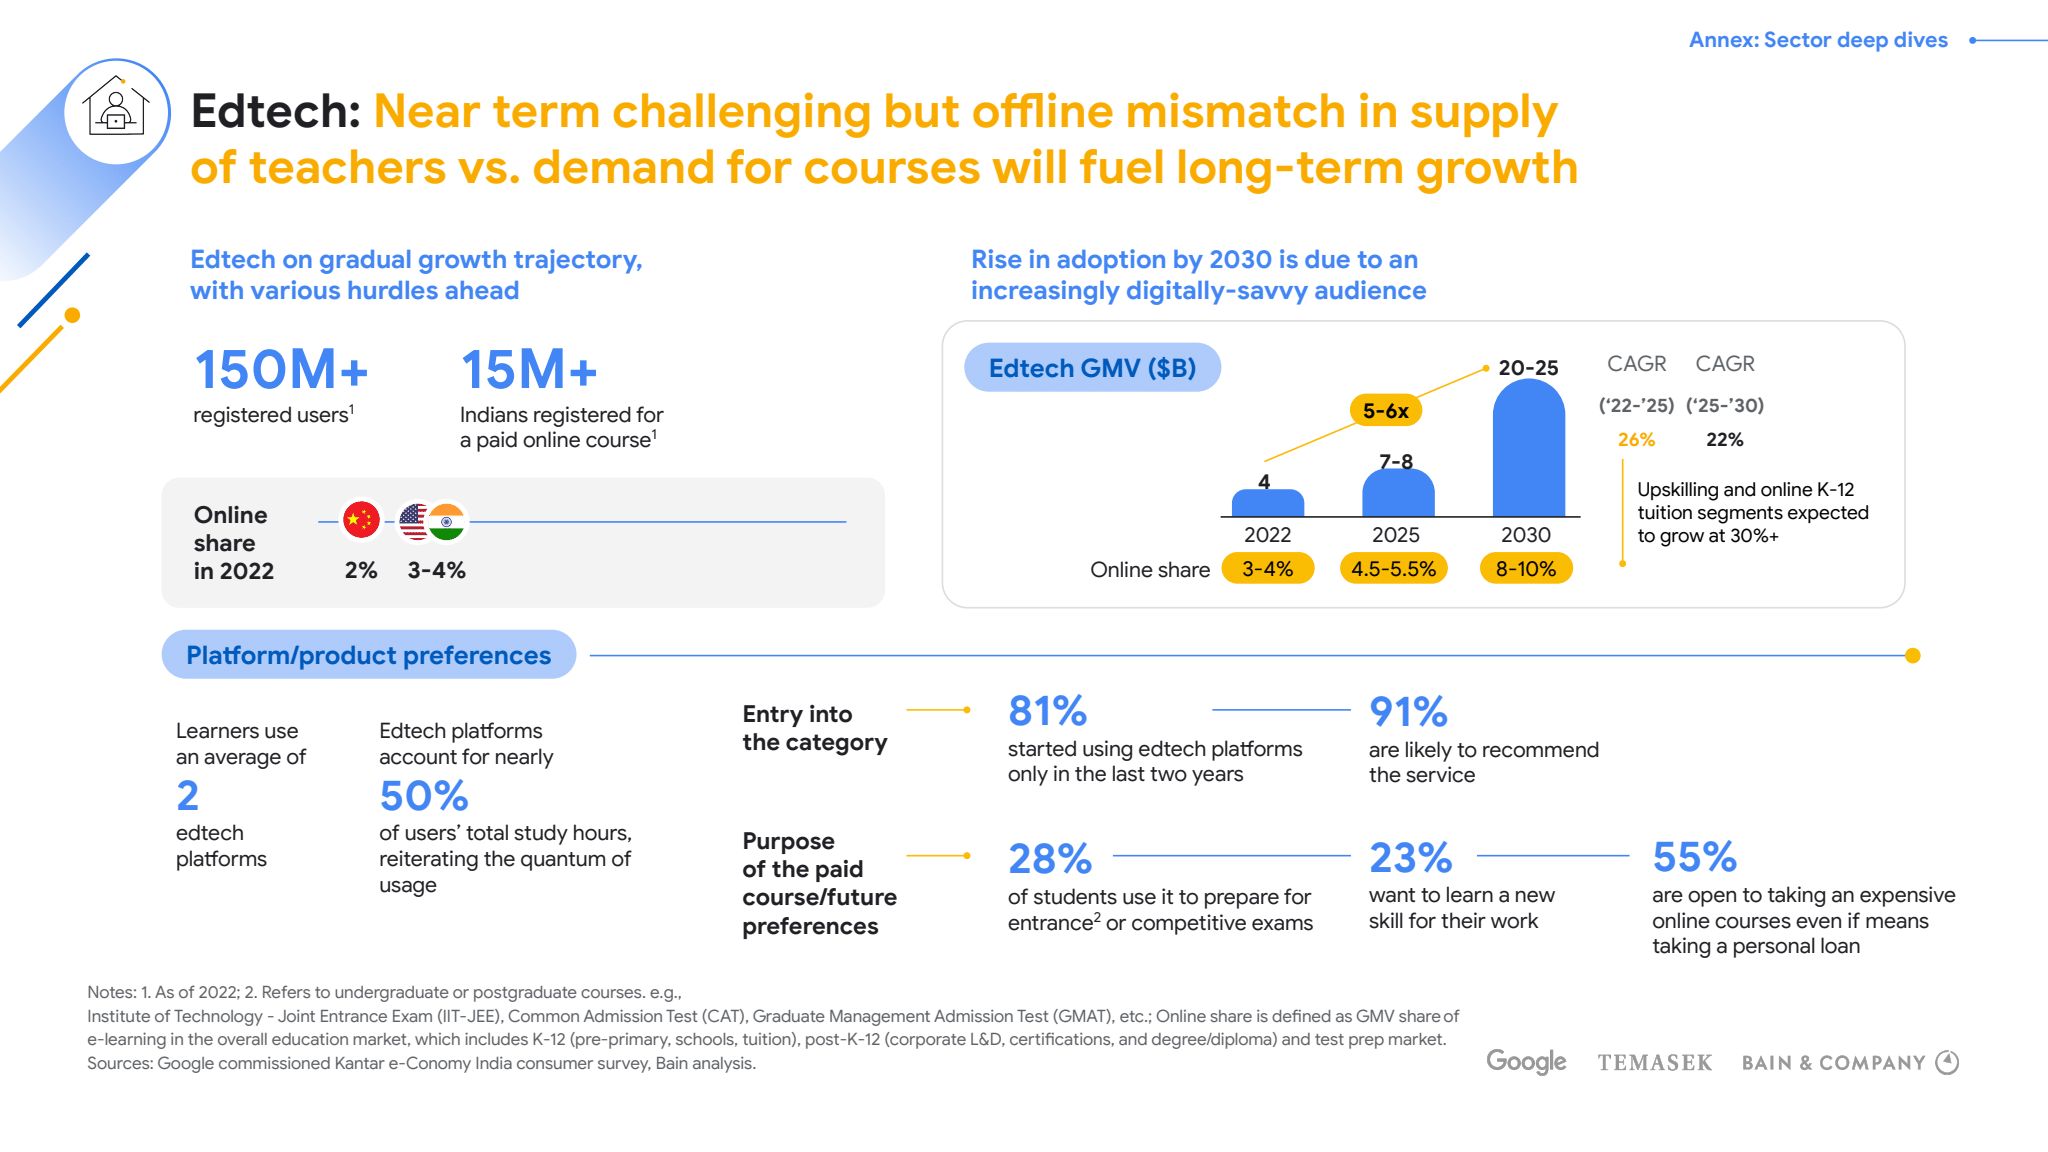 Annex: Sector deep dives
Edtech: Near term challenging but offline mismatch in supply
of teachers vs. demand for courses will fuel long-term growth
Edtech on gradual growth trajectory,
with various hurdles ahead
150M+
registered users1
15M+
Indians registered for
a paid online course1
Online
share
in 2022
2%
3-4%
Rise in adoption by 2030 is due to an
increasingly digitally-savvy audience
Edtech GMV ($B)
4
7-8
20-25
5-6x
2022
2025
2030
Online share
3-4%
4.5-5.5%
8-10%
CAGR
(‘22-’25)
26%
CAGR
(‘25-’30)
22%
Upskilling and online K-12
tuition segments expected
to grow at 30%+
Platform/product preferences
Learners use
an average of
2
edtech
platforms
Edtech platforms
account for nearly
50%
of users’ total study hours,
reiterating the quantum of
usage
Entry into
the category
81%
started using edtech platforms
only in the last two years
91%
are likely to recommend
the service
Purpose
of the paid
course/future
preferences
28%
of students use it to prepare for
entrance2 or competitive exams
23%
want to learn a new
skill for their work
55%
are open to taking an expensive
online courses even if means
taking a personal loan
Notes: 1. As of 2022; 2. Refers to undergraduate or postgraduate courses. e.g.,
Institute of Technology - Joint Entrance Exam (IIT-JEE), Common Admission Test (CAT), Graduate Management Admission Test (GMAT), etc.; Online share is defined as GMV share of
e-learning in the overall education market, which includes K-12 (pre-primary, schools, tuition), post-K-12 (corporate L&D, certifications, and degree/diploma) and test prep market.
Sources: Google commissioned Kantar e-Conomy India consumer survey, Bain analysis.
Google
TEMASEK
BAIN & COMPANY